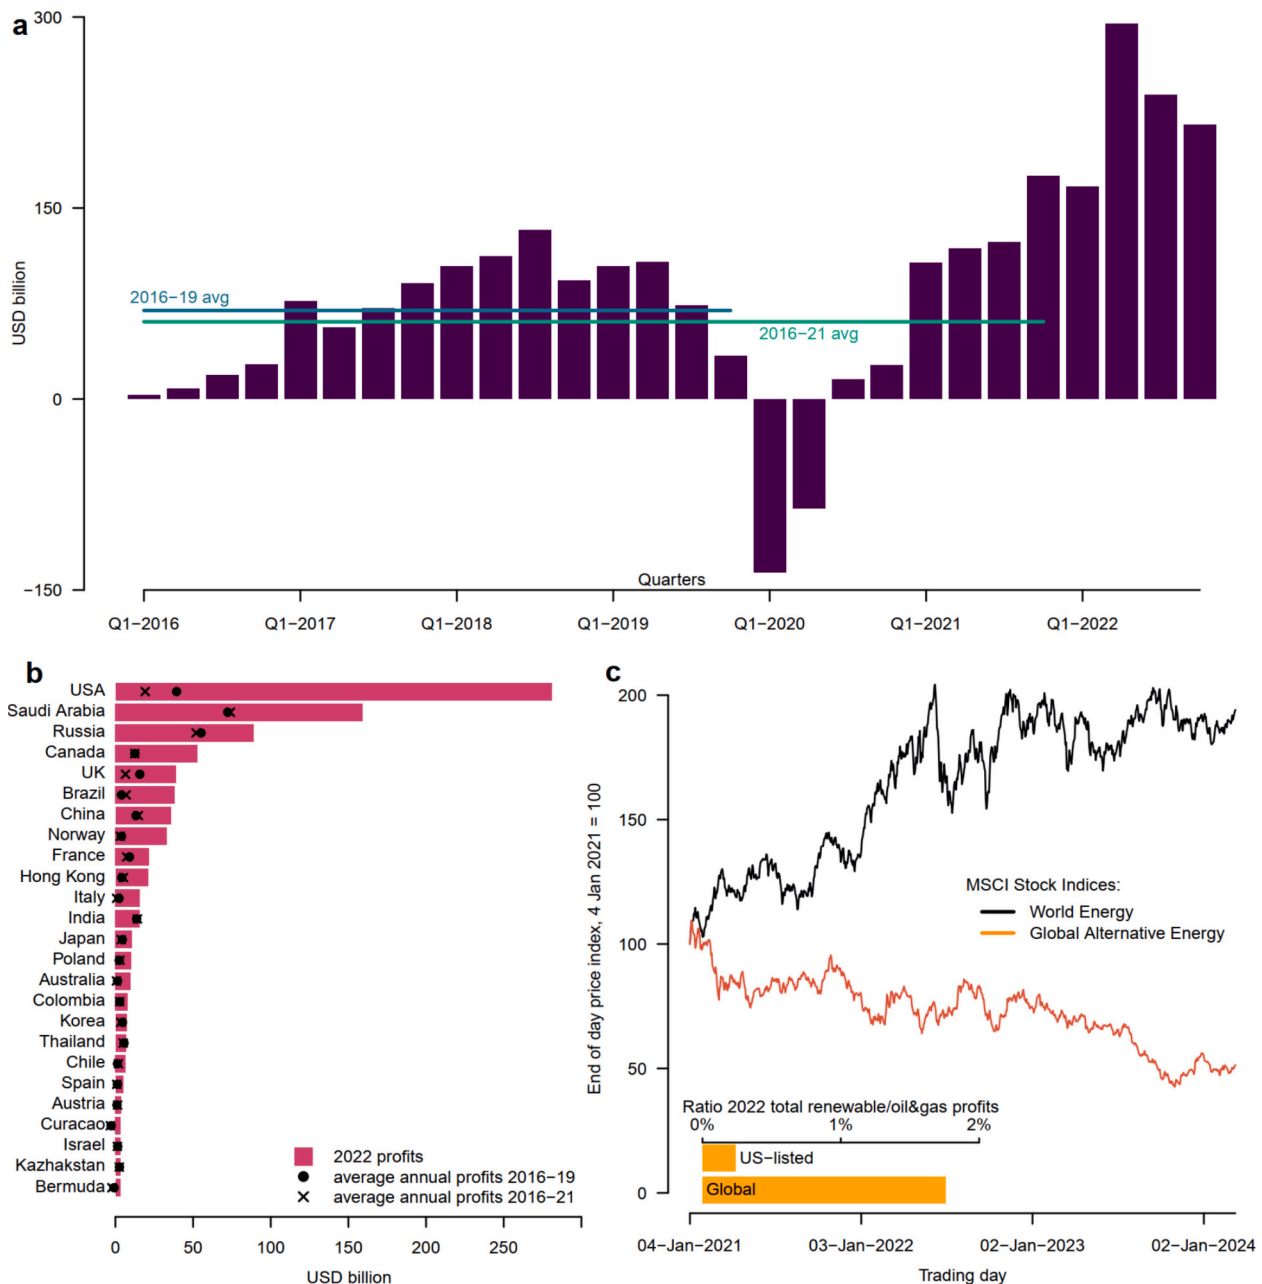 a
300
150
0
−150
USD billion
2016−19 avg
2016−21 avg
Quarters
Q1−2016
Q1−2017
Q1−2018
Q1−2019
Q1−2020
Q1−2021
Q1−2022
b
USA
Saudi Arabia
Russia
Canada
UK
Brazil
China
Norway
France
Hong Kong
Italy
India
Japan
Poland
Australia
Colombia
Korea
Thailand
Chile
Spain
Austria
Curacao
Israel
Kazhakstan
Bermuda
2022 profits
average annual profits 2016−19
average annual profits 2016−21
0
50
100
150
200
250
USD billion
c
200
150
100
50
0
End of day price index, 4 Jan 2021 = 100
MSCI Stock Indices:
World Energy
Global Alternative Energy
Ratio 2022 total renewable/oil&gas profits
0%
1%
2%
US−listed
Global
04−Jan−2021
03−Jan−2022
02−Jan−2023
02−Jan−2024
Trading day